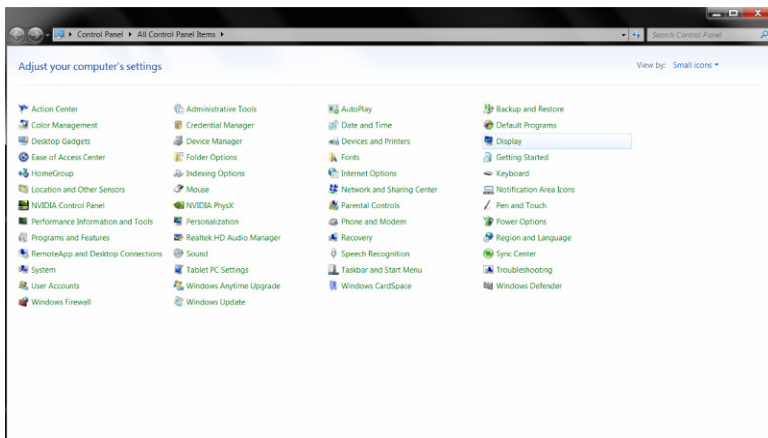 Control Panel ▸ All Control Panel Items ▸ Search Control Panel
Adjust your computer's settings View by: Small icons
Action Center Administrative Tools AutoPlay Backup and Restore
Color Management Credential Manager Date and Time Default Programs
Desktop Gadgets Device Manager Devices and Printers Display
Ease of Access Center Folder Options Fonts Getting Started
HomeGroup Indexing Options Internet Options Keyboard
Location and Other Sensors Mouse Network and Sharing Center Notification Area Icons
NVIDIA Control Panel NVIDIA PhysX Parental Controls Pen and Touch
Performance Information and Tools Personalization Phone and Modem Power Options
Programs and Features Realtek HD Audio Manager Recovery Region and Language
RemoteApp and Desktop Connections Sound Speech Recognition Sync Center
System Tablet PC Settings Taskbar and Start Menu Troubleshooting
User Accounts Windows Anytime Upgrade Windows CardSpace Windows Defender
Windows Firewall Windows Update